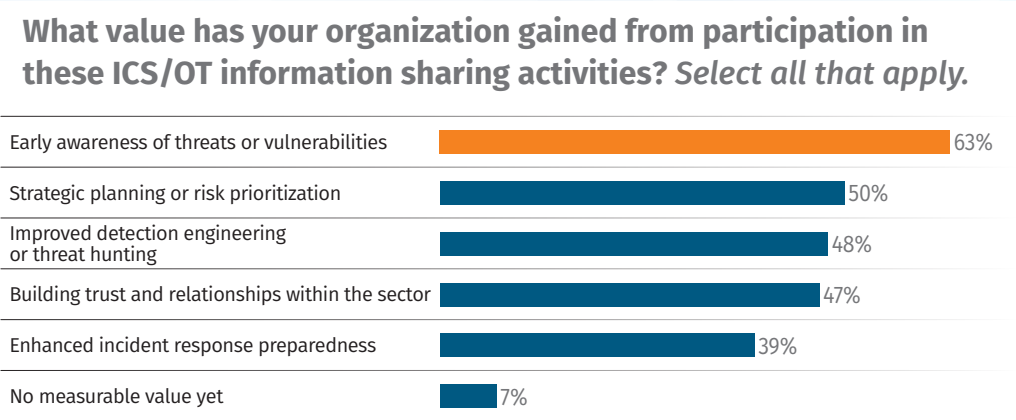 What value has your organization gained from participation in
these ICS/OT information sharing activities? Select all that apply.
Early awareness of threats or vulnerabilities 63%
Strategic planning or risk prioritization 50%
Improved detection engineering
or threat hunting 48%
Building trust and relationships within the sector 47%
Enhanced incident response preparedness 39%
No measurable value yet 7%